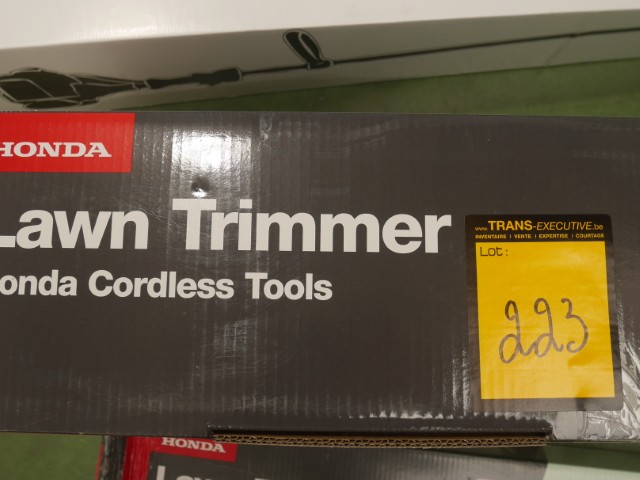 HONDA
Lawn Trimmer
onda Cordless Tools
www.TRANS-EXECUTIVE.be
INVENTAIRE | VENTE | EXPERTISE | COURTAGE
Lot:
223
HONDA